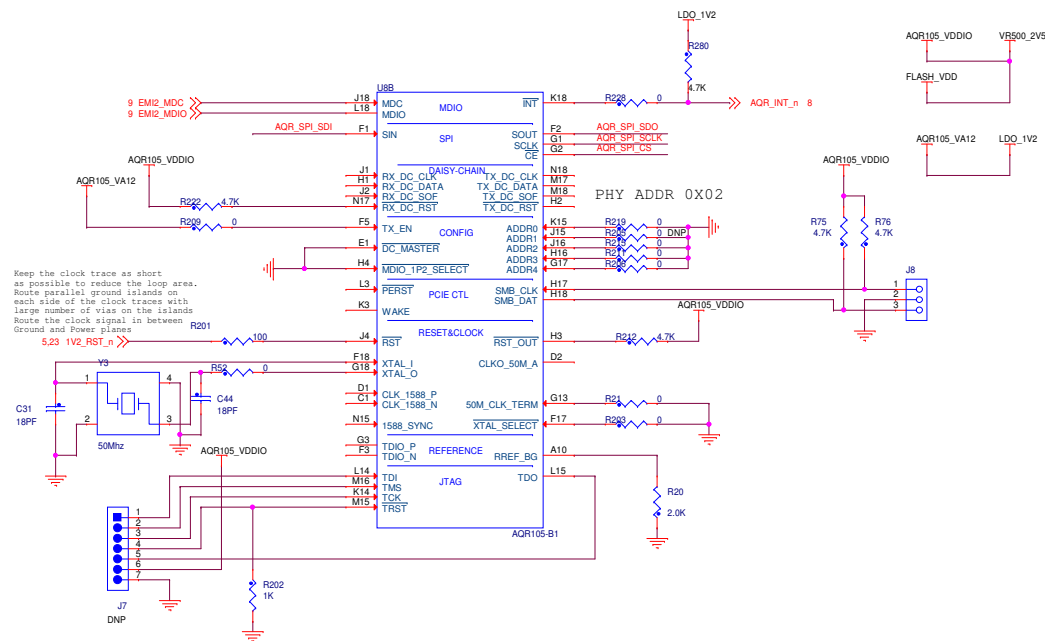 LDO_1V2
R280
4.7K
AQR105_VDDIO
VR500_2V5
FLASH_VDD
AQR105_VA12
LDO_1V2
U8B
9 EMI2_MDC
J18
MDC
MDIO
INT
K18
R228
0
AQR_INT_n 8
9 EMI2_MDIO
L18
MDIO
AQR_SPI_SDI
F1
SIN
SPI
SOUT
F2
AQR_SPI_SDO
SCLK
G1
AQR_SPI_SCLK
CE
G2
AQR_SPI_CS
AQR105_VDDIO
AQR105_VA12
DAISY-CHAIN
J1
RX_DC_CLK
TX_DC_CLK
N18
H1
RX_DC_DATA
TX_DC_DATA
M17
J2
RX_DC_SOF
TX_DC_SOF
M18
R222
4.7K
N17
RX_DC_RST
TX_DC_RST
H2
PHY ADDR 0X02
R209
0
F5
TX_EN
CONFIG
ADDR0
K15
R219
0
ADDR1
J15
DNP
E1
DC_MASTER
ADDR2
J16
0
ADDR3
H16
0
H4
MDIO_1P2_SELECT
ADDR4
G17
0
AQR105_VDDIO
R75
4.7K
R76
4.7K
J8
1
2
3
L3
PERST
PCIE CTL
SMB_CLK
H17
SMB_DAT
H18
K3
WAKE
AQR105_VDDIO
Keep the clock trace as short
as possible to reduce the loop area.
Route parallel ground islands on
each side of the clock traces with
large number of vias on the islands
Route the clock signal in between
Ground and Power planes
5,23 1V2_RST_n
R201
100
J4
RST
RESET&CLOCK
RST_OUT
H3
R212
4.7K
F18
XTAL_I
CLKO_50M_A
D2
R52
0
G18
XTAL_O
Y3
1
4
2
3
50Mhz
C31
18PF
C44
18PF
D1
CLK_1588_P
C1
CLK_1588_N
50M_CLK_TERM
G13
R21
0
N15
1588_SYNC
XTAL_SELECT
F17
R203
0
G3
TDIO_P
F3
TDIO_N
REFERENCE
RREF_BG
A10
AQR105_VDDIO
L14
TDI
JTAG
TDO
L15
M16
TMS
K14
TCK
M15
TRST
R20
2.0K
AQR105-B1
1
2
3
4
5
6
7
J7
DNP
R202
1K